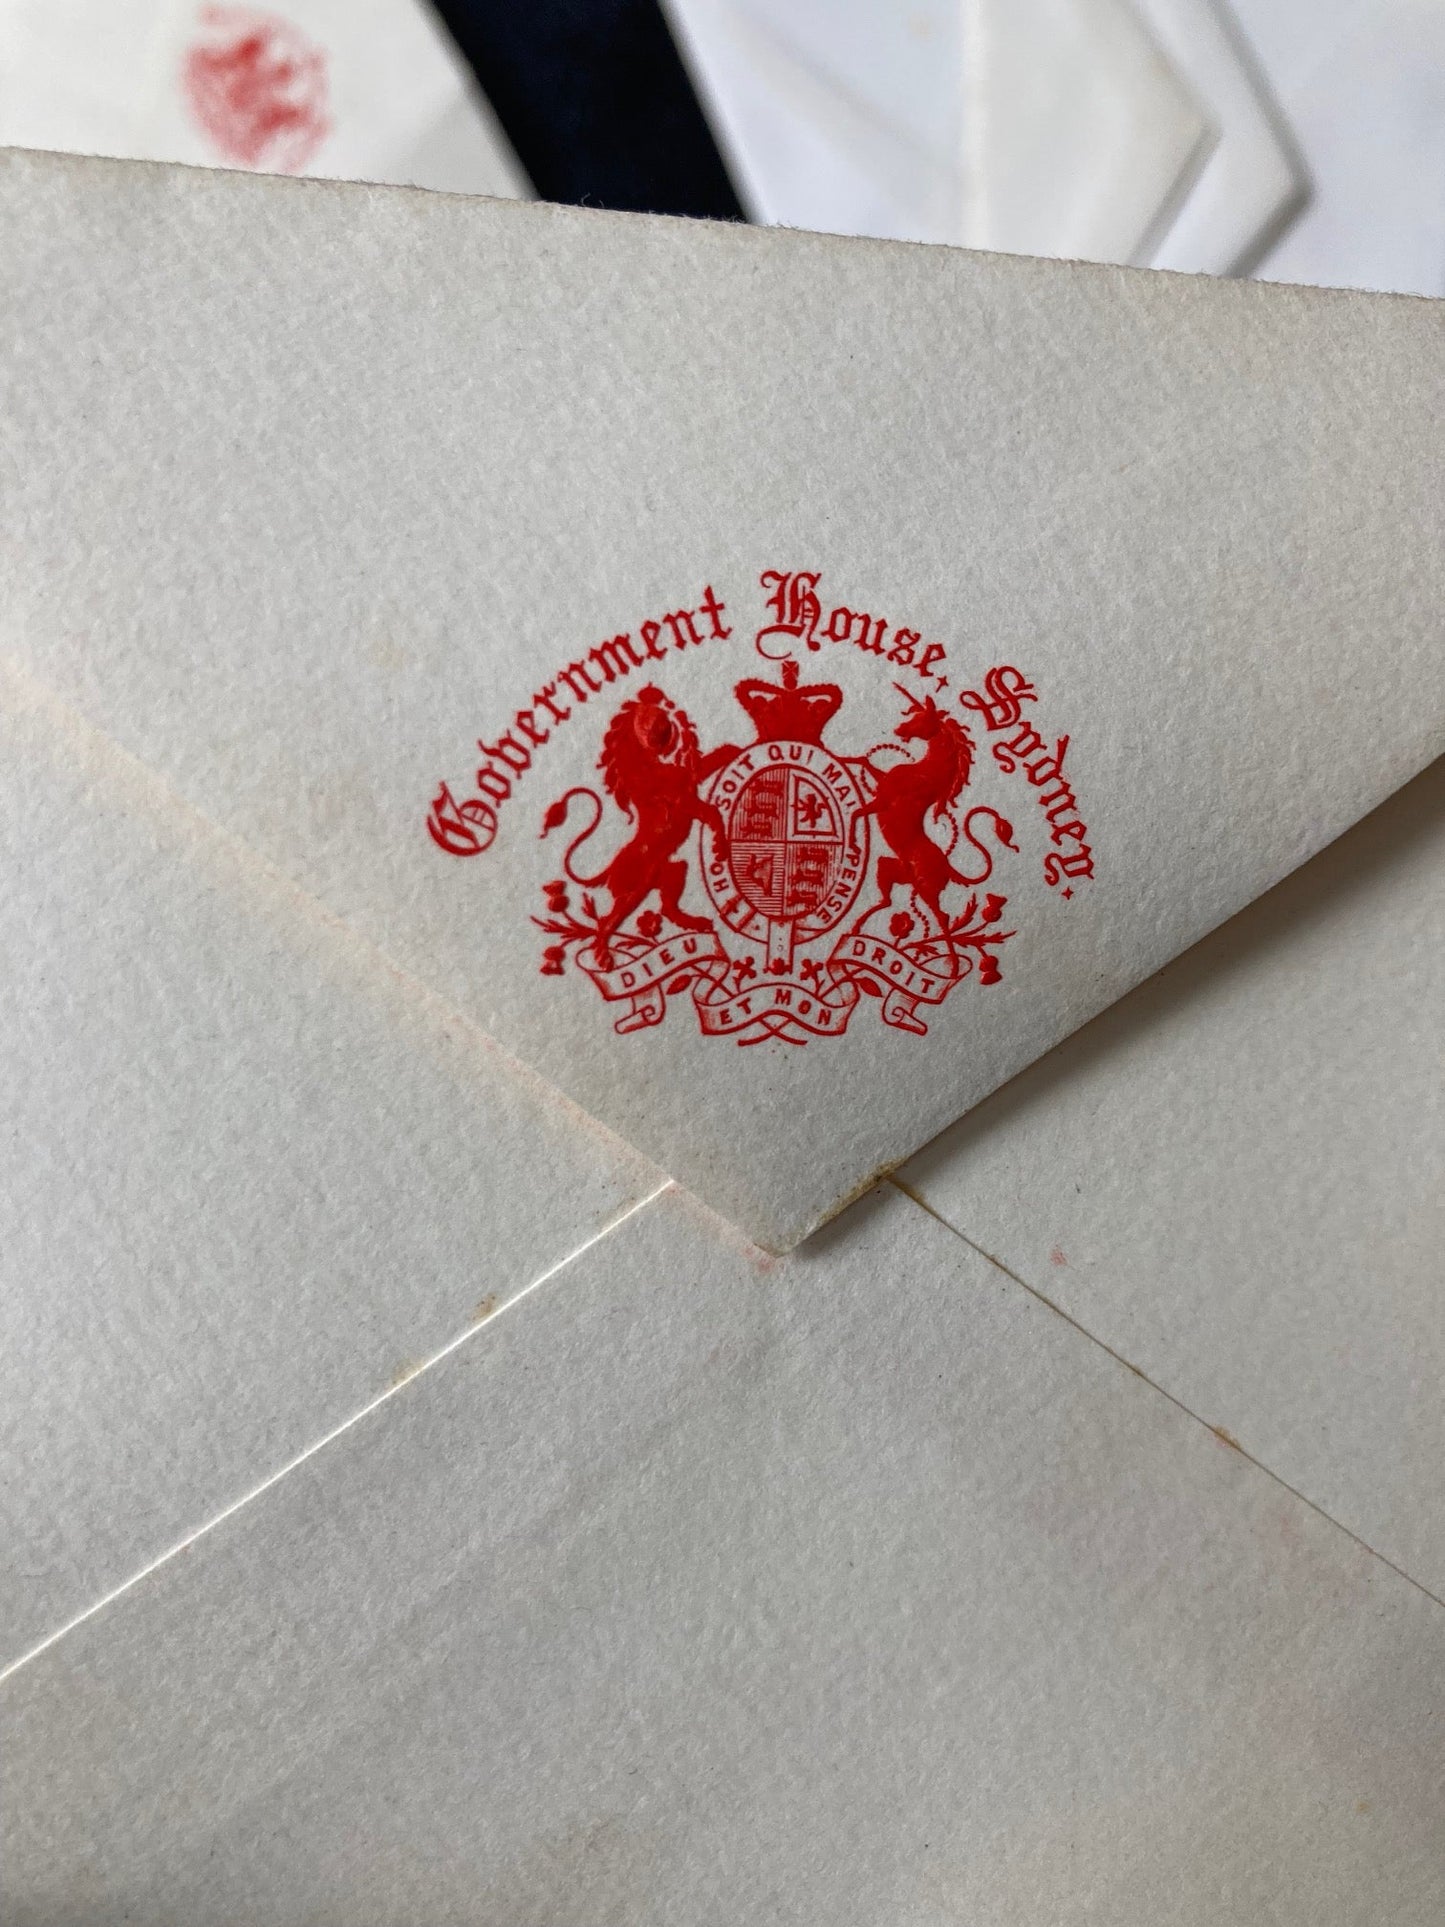 Government House, Sydney.
HONI SOIT QUI MAL Y PENSE
DIEU ET MON DROIT